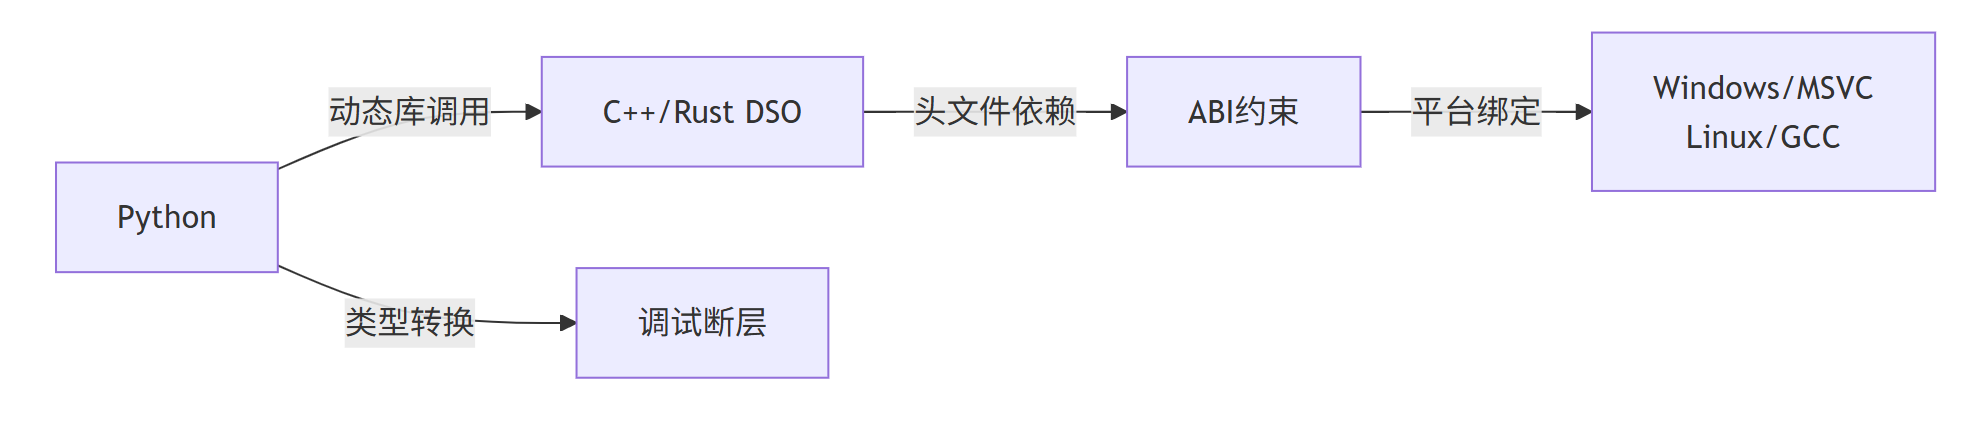 Python
动态库调用
C++/Rust DSO
头文件依赖
ABI约束
平台绑定
Windows/MSVC
Linux/GCC
类型转换
调试断层